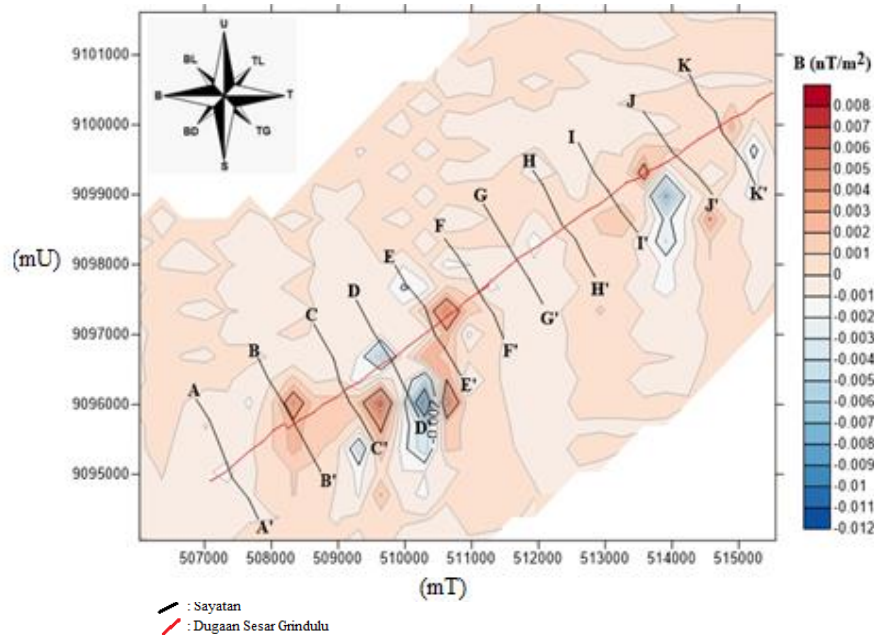 U
BL TL
B T
BD TG
S
9101000
9100000
9099000
9098000
9097000
9096000
9095000
(mU)
507000 508000 509000 510000 511000 512000 513000 514000 515000
(mT)
A
B
C
D
E
F
G
H
I
J
K
A'
B'
C'
D'
E'
F'
G'
H'
I'
J'
K'
-0.007
B (nT/m²)
0.008
0.007
0.006
0.005
0.004
0.003
0.002
0.001
0
-0.001
-0.002
-0.003
-0.004
-0.005
-0.006
-0.007
-0.008
-0.009
-0.01
-0.011
-0.012
: Sayatan
: Dugaan Sesar Grindulu